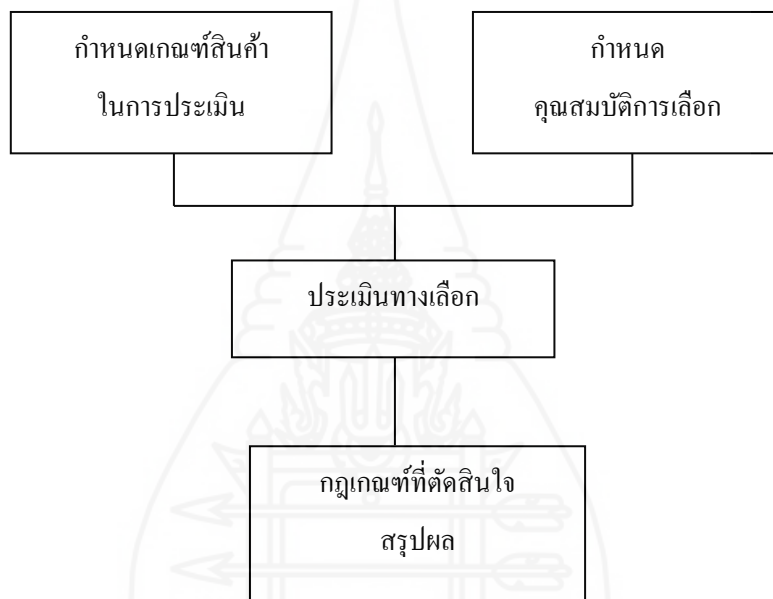 กำหนดเกณฑ์สินค้า
ในการประเมิน
กำหนด
คุณสมบัติการเลือก
ประเมินทางเลือก
กฎเกณฑ์ที่ตัดสินใจ
สรุปผล